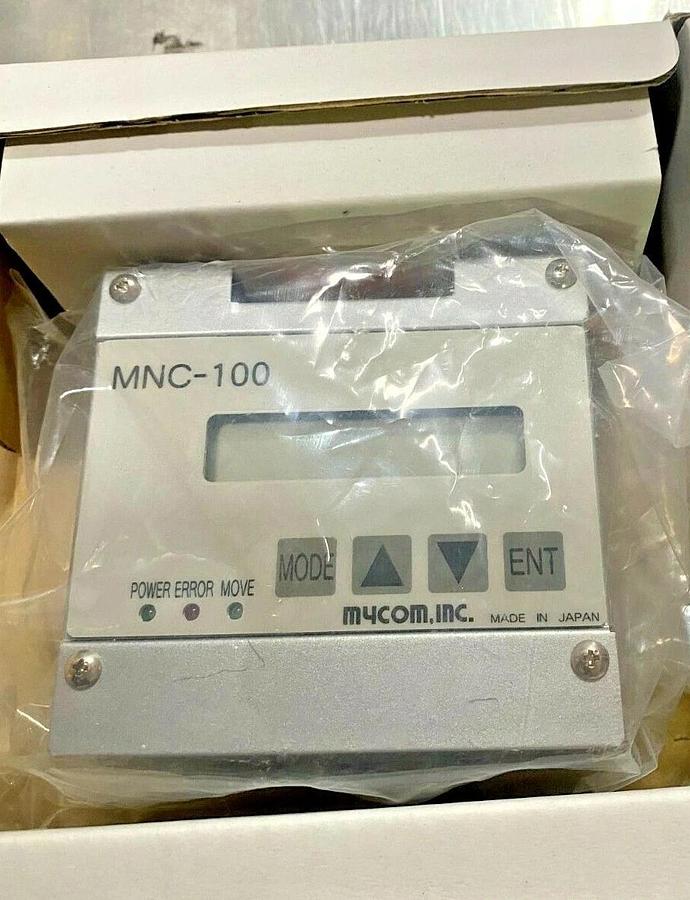 MNC-100
MODE ▲ ▼ ENT
POWER ERROR MOVE
mycom,inc. MADE IN JAPAN